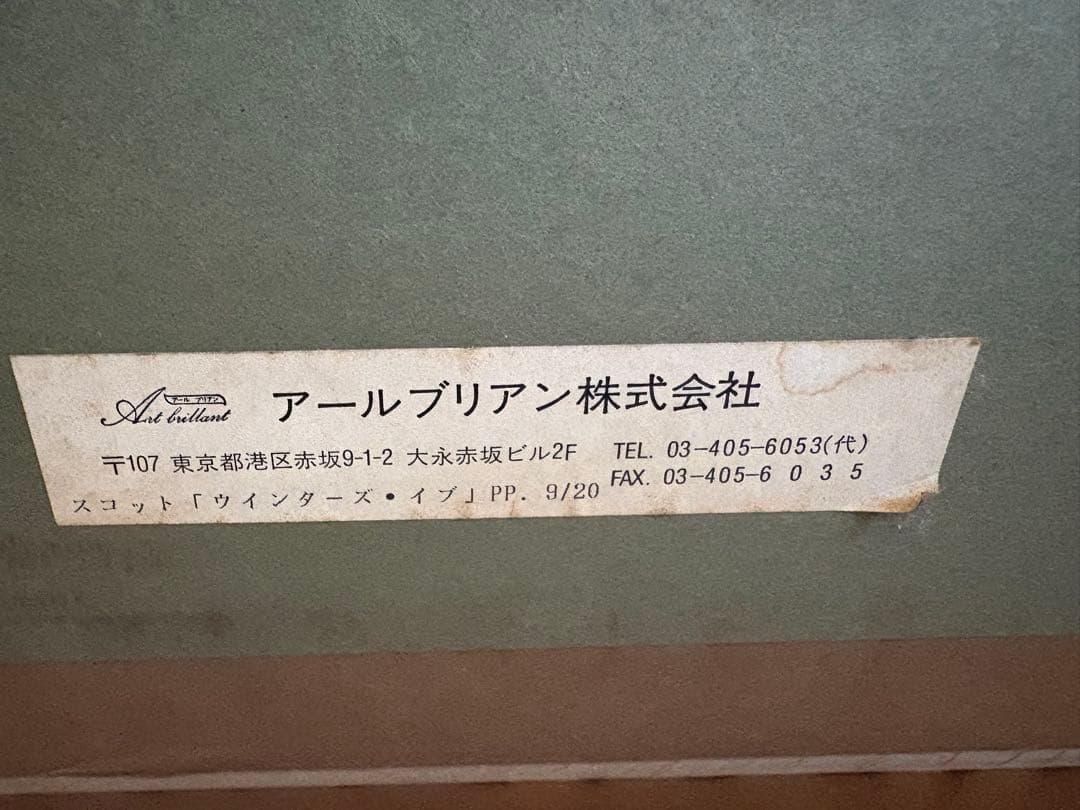 アール ブリアン
Art brillant
アールブリアン株式会社
〒107 東京都港区赤坂9-1-2 大永赤坂ビル2F
TEL. 03-405-6053(代)
FAX. 03-405-6 0 3 5
スコット「ウインターズ・イブ」PP. 9/20